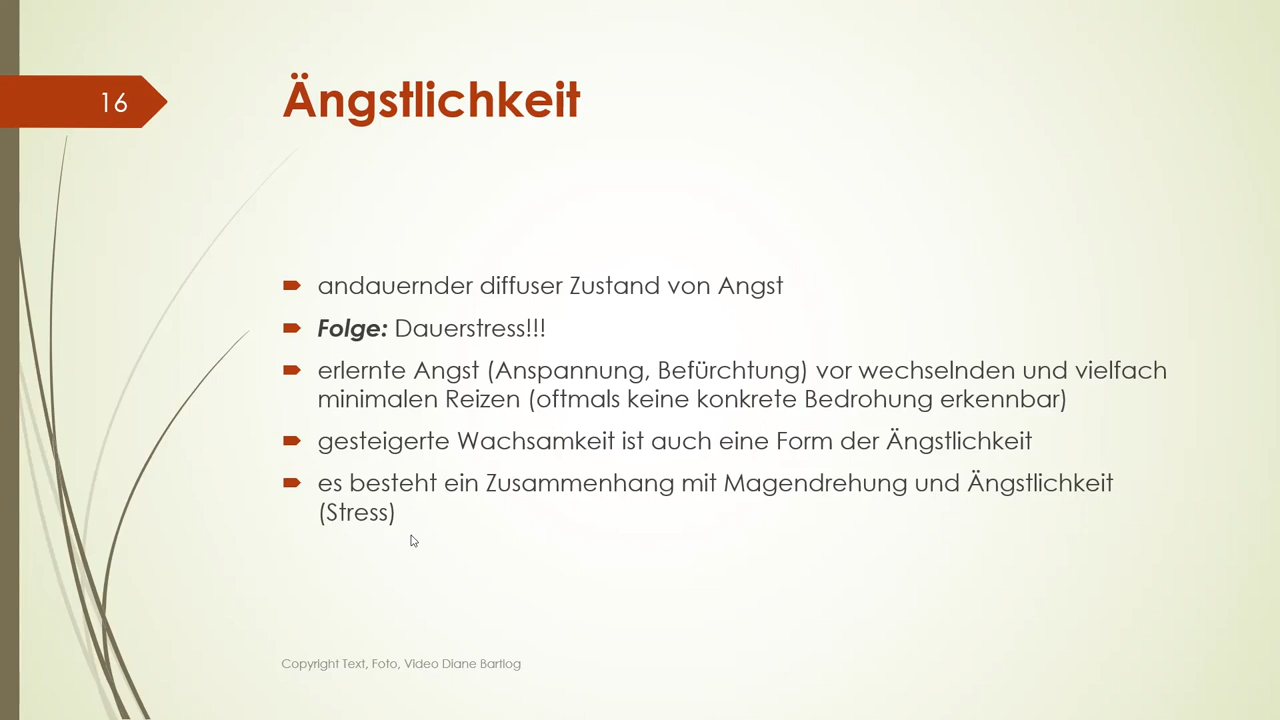 16
Ängstlichkeit
andauernder diffuser Zustand von Angst
Folge: Dauerstress!!!
erlernte Angst (Anspannung, Befürchtung) vor wechselnden und vielfach
minimalen Reizen (oftmals keine konkrete Bedrohung erkennbar)
gesteigerte Wachsamkeit ist auch eine Form der Ängstlichkeit
es besteht ein Zusammenhang mit Magendrehung und Ängstlichkeit
(Stress)
Copyright Text, Foto, Video Diane Bartlog